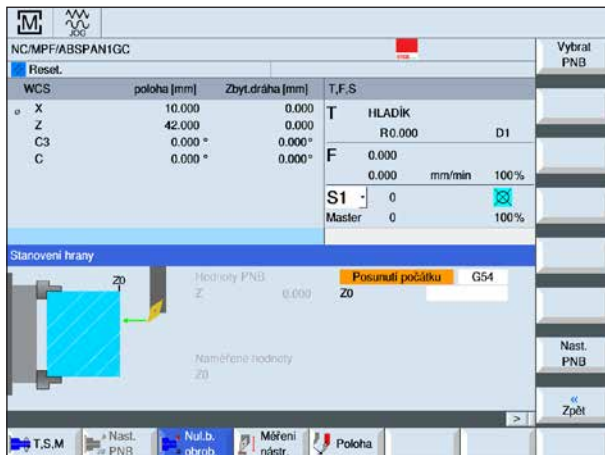 M
JOG
NC/MPF/ABSPAN1GC
Vybrat
PNB
Reset.
WCS poloha [mm] Zbyt.dráha [mm] T,F,S
X 10.000 0.000
Z 42.000 0.000
C3 0.000 ° 0.000°
C 0.000 ° 0.000°
T HLADÍK
R0.000 D1
F 0.000
0.000 mm/min 100%
S1 0
Master 0 100%
Stanovení hrany
Z0
Hodnoty PNB
Z 0.000
Posunutí počátku G54
Z0
Naměřené hodnoty
Z0
Nast.
PNB
«
Zpět
>
T,S,M
Nast.
PNB
Nul.b.
obrob.
Měření
nástr.
Poloha